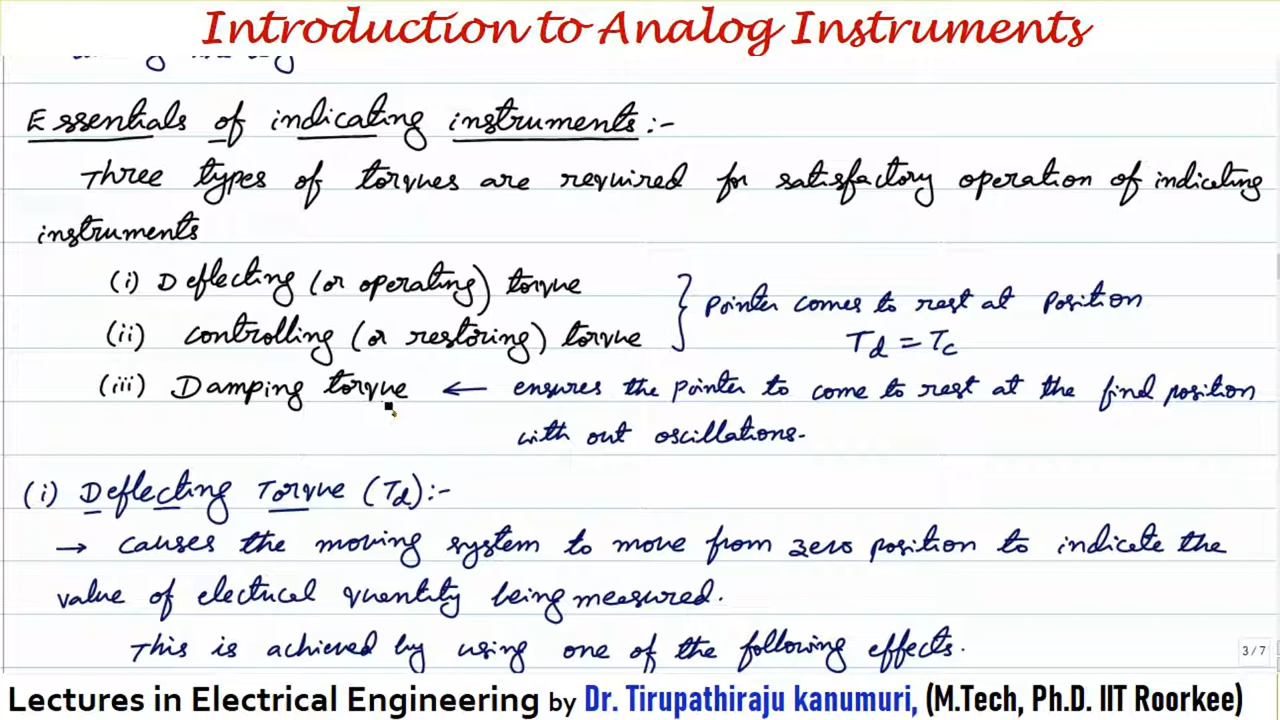 Introduction to Analog Instruments
Essentials of indicating instruments:-
Three types of torques are required for satisfactory operation of indicating
instruments
(i) Deflecting (or operating) torque
(ii) controlling (or restoring) torque
} pointer comes to rest at position
Td = Tc
(iii) Damping torque ← ensures the pointer to come to rest at the final position
with out oscillations.
(i) Deflecting Torque (Td):-
→ causes the moving system to move from zero position to indicate the
value of electrical quantity being measured.
This is achieved by using one of the following effects.
3 / 7
Lectures in Electrical Engineering by Dr. Tirupathiraju kanumuri, (M.Tech, Ph.D. IIT Roorkee)